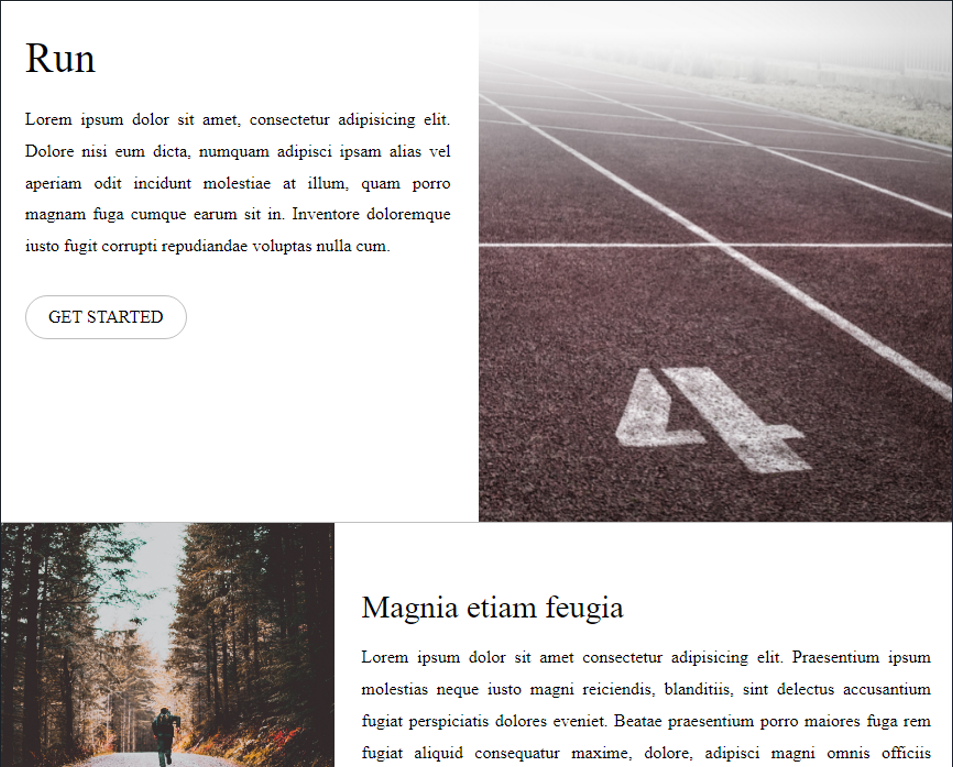 Run
Lorem ipsum dolor sit amet, consectetur adipisicing elit.
Dolore nisi eum dicta, numquam adipisci ipsam alias vel
aperiam odit incidunt molestiae at illum, quam porro
magnam fuga cumque earum sit in. Inventore doloremque
iusto fugit corrupti repudiandae voluptas nulla cum.
GET STARTED
4
Magnia etiam feugia
Lorem ipsum dolor sit amet consectetur adipisicing elit. Praesentium ipsum
molestias neque iusto magni reiciendis, blanditiis, sint delectus accusantium
fugiat perspiciatis dolores eveniet. Beatae praesentium porro maiores fuga rem
fugiat aliquid consequatur maxime, dolore, adipisci magni omnis officiis